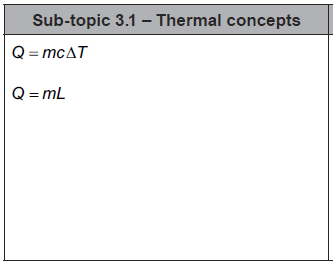 Sub-topic 3.1 – Thermal concepts
Q = mcΔT
Q = mL